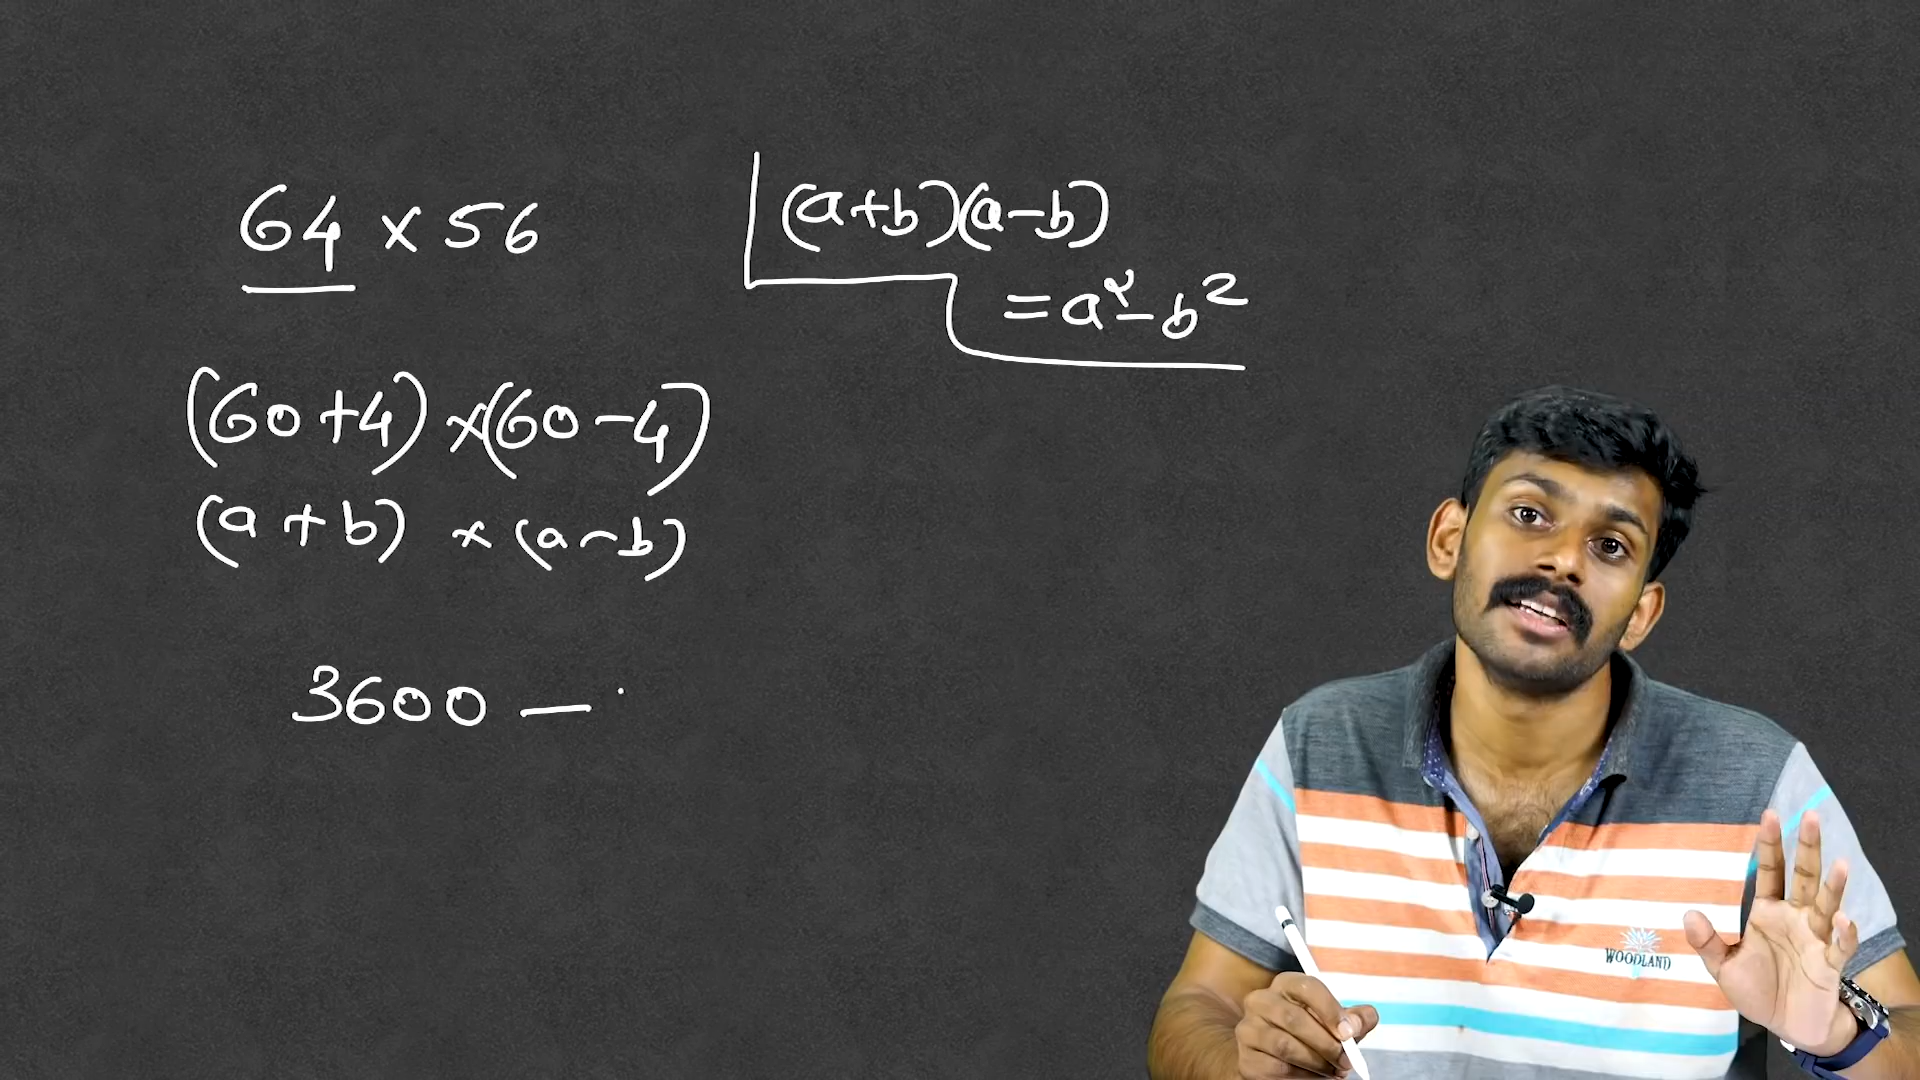 64 × 56
(a+b)(a-b)
= a² - b²
(60+4) × (60-4)
(a + b) × (a - b)
3600 -
WOODLAND